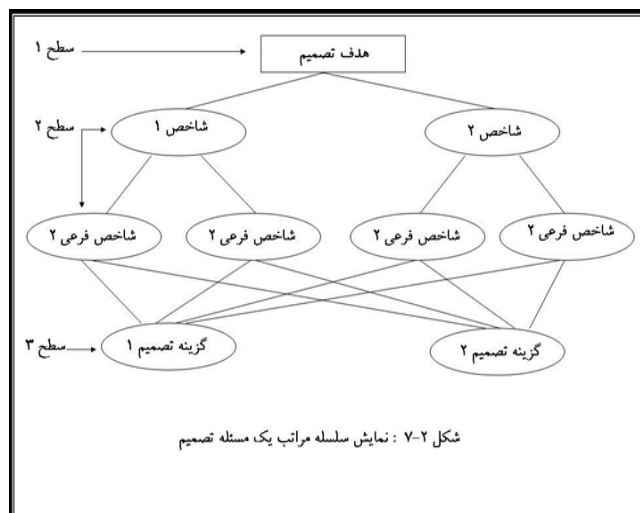 سطح ۱
هدف تصمیم
سطح ۲
شاخص ۱
شاخص ۲
شاخص فرعی ۲
شاخص فرعی ۲
شاخص فرعی ۲
شاخص فرعی ۲
سطح ۳
گزینه تصمیم ۱
گزینه تصمیم ۲
شکل ۲-۷ : نمایش سلسله مراتب یک مسئله تصمیم